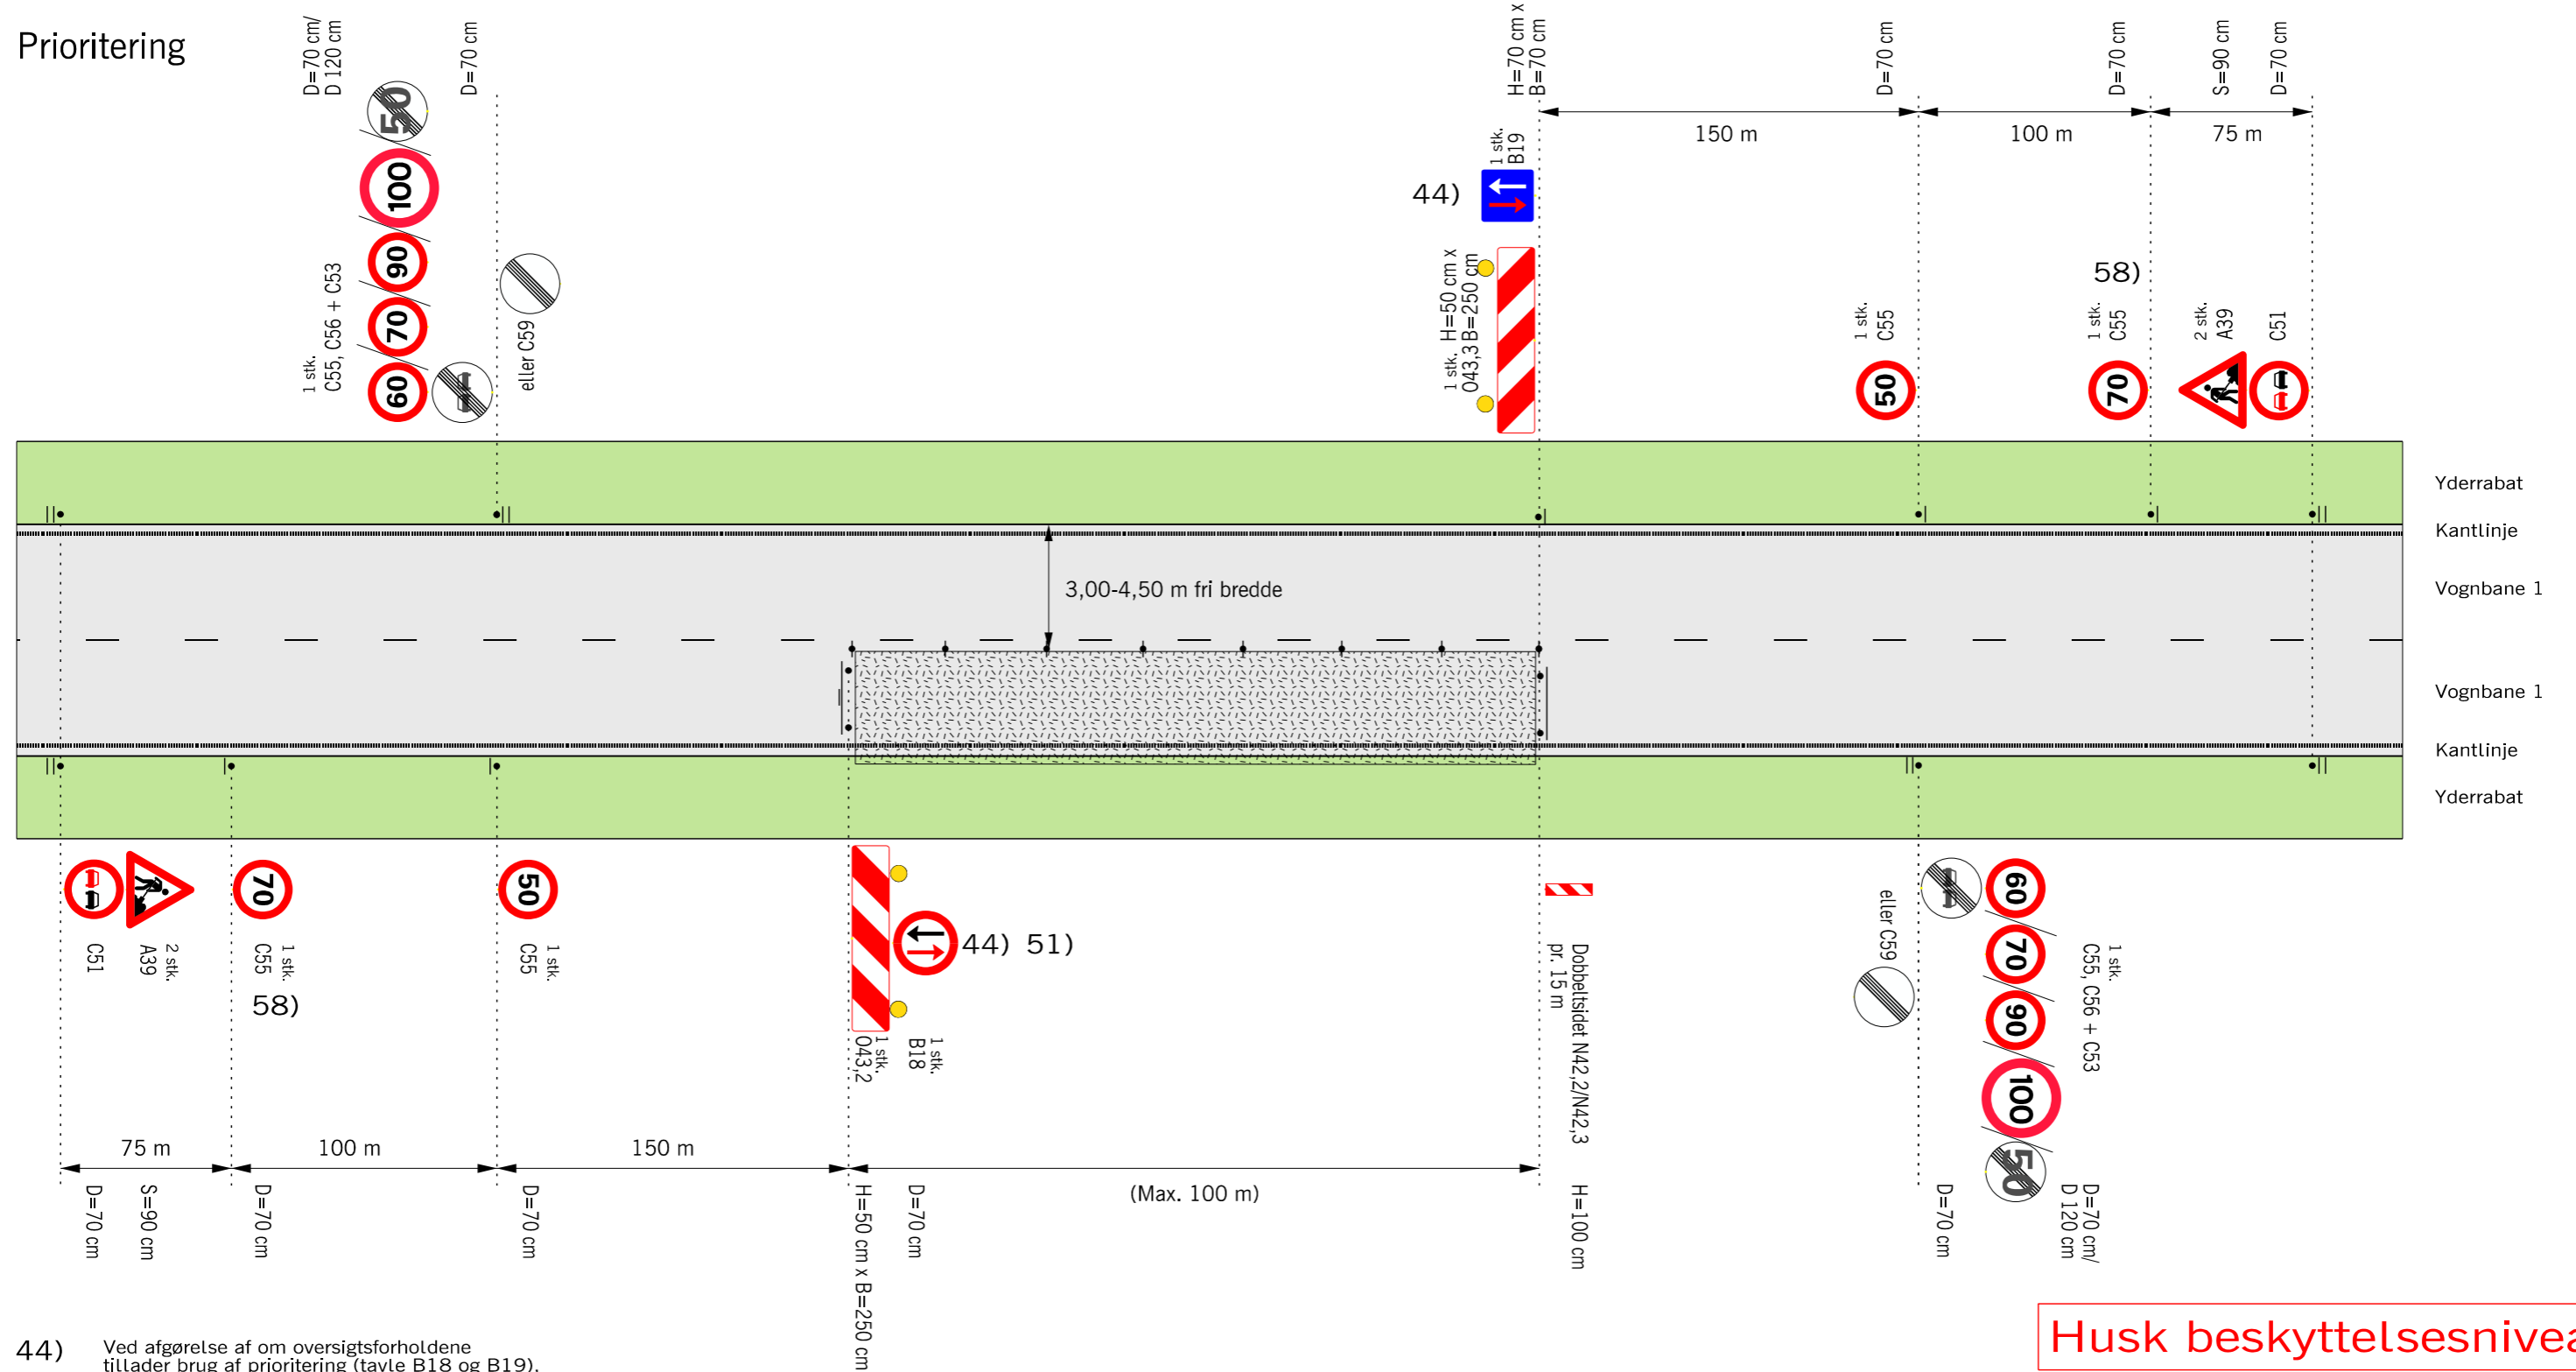 Prioritering
D=70 cm/
D 120 cm
D=70 cm
H=70 cm x
B=70 cm
D=70 cm
D=70 cm
S=90 cm
D=70 cm
150 m
100 m
75 m
50
100
90
70
60
1 stk.
C55, C56 + C53
eller C59
1 stk.
B19
44)
1 stk. H=50 cm x
O43,3 B=250 cm
1 stk.
C55
50
58)
1 stk.
C55
70
2 stk.
A39
C51
Yderrabat
Kantlinje
3,00-4,50 m fri bredde
Vognbane 1
Vognbane 1
Kantlinje
Yderrabat
C51
2 stk.
A39
70
1 stk.
C55
58)
50
1 stk.
C55
44) 51)
1 stk.
O43,2
1 stk.
B18
Dobbeltsidet N42,2/N42,3
pr. 15 m
eller C59
60
70
90
100
50
1 stk.
C55, C56 + C53
75 m
100 m
150 m
(Max. 100 m)
D=70 cm
S=90 cm
D=70 cm
D=70 cm
H=50 cm x B=250 cm
D=70 cm
H=100 cm
D=70 cm
D=70 cm/
D 120 cm
44) Ved afgørelse af om oversigtsforholdene
tillader brug af prioritering (tavle B18 og B19),
Husk beskyttelsesnivea